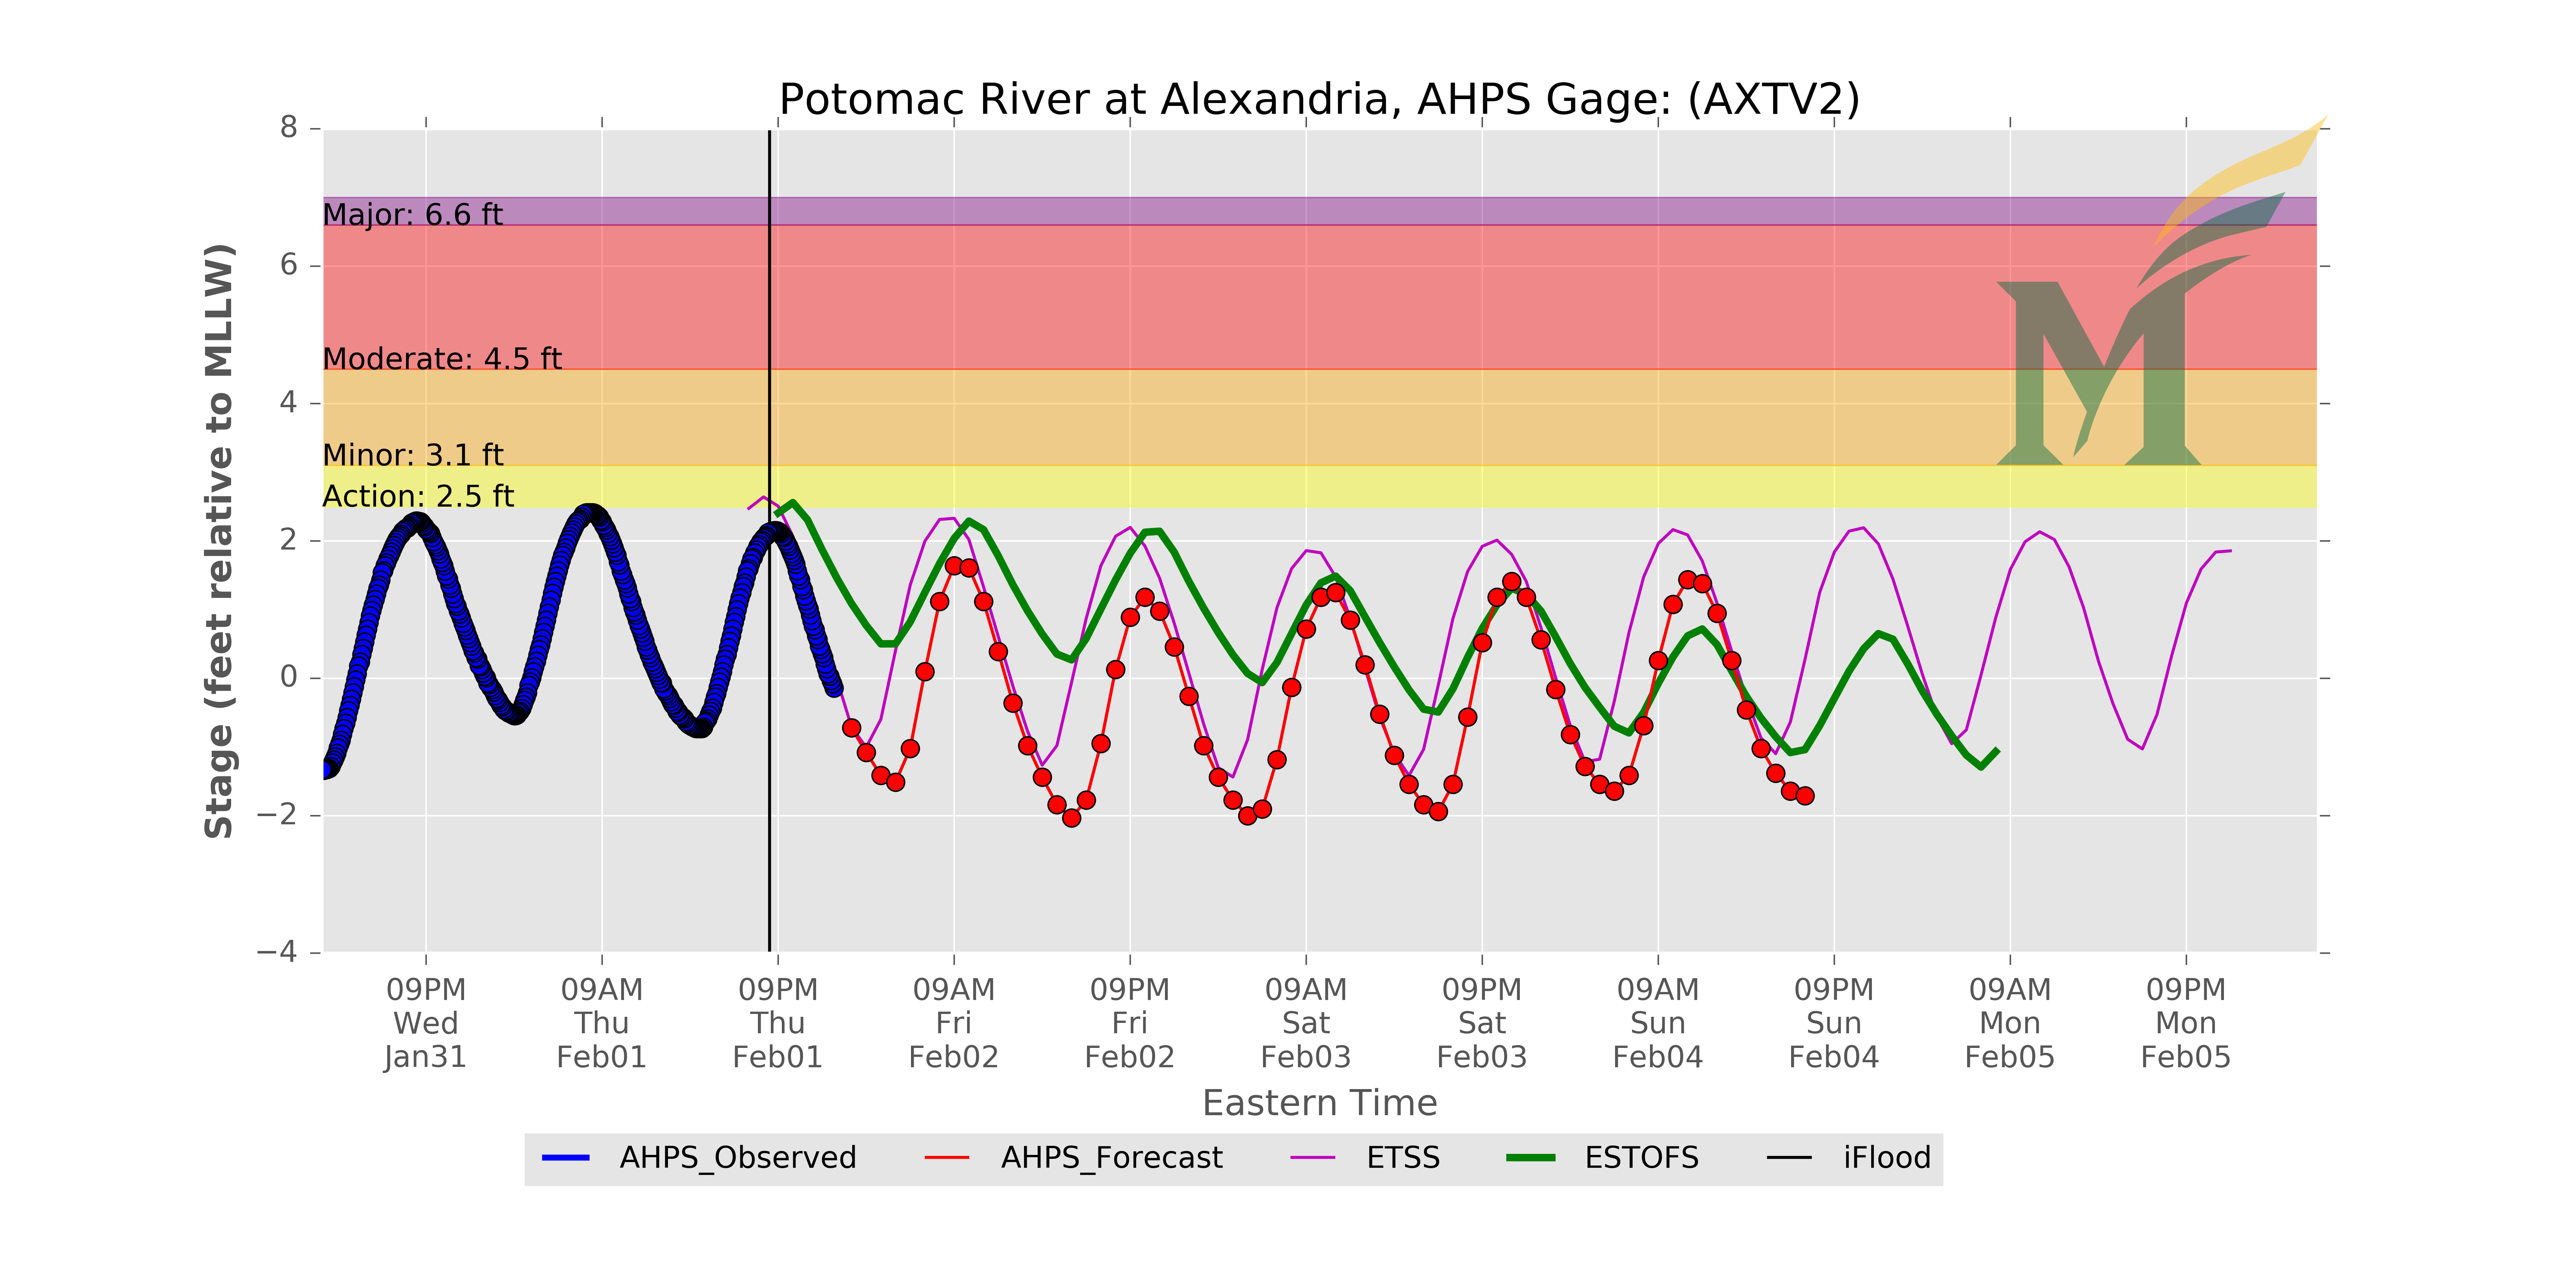 Potomac River at Alexandria, AHPS Gage: (AXTV2)
Stage (feet relative to MLLW)
8
6
4
2
0
−2
−4
Major: 6.6 ft
Moderate: 4.5 ft
Minor: 3.1 ft
Action: 2.5 ft
M
09PM 09AM 09PM 09AM 09PM 09AM 09PM 09AM 09PM 09AM 09PM
Wed Thu Thu Fri Fri Sat Sat Sun Sun Mon Mon
Jan31 Feb01 Feb01 Feb02 Feb02 Feb03 Feb03 Feb04 Feb04 Feb05 Feb05
Eastern Time
AHPS_Observed AHPS_Forecast ETSS ESTOFS iFlood